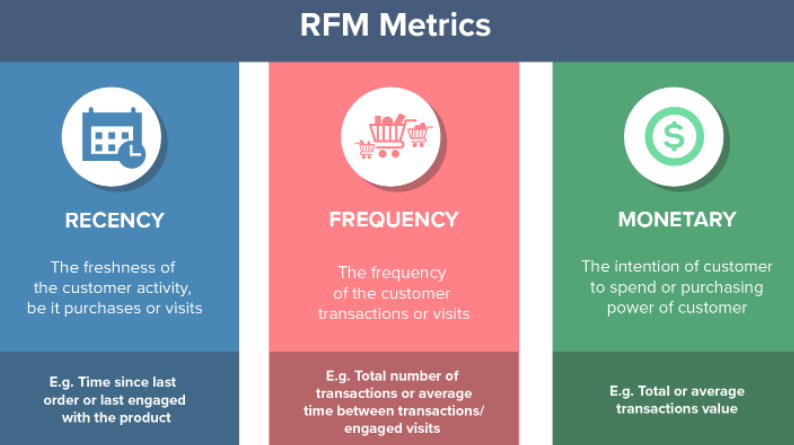 RFM Metrics
RECENCY
The freshness of
the customer activity,
be it purchases or visits
E.g. Time since last
order or last engaged
with the product
FREQUENCY
The frequency
of the customer
transactions or visits
E.g. Total number of
transactions or average
time between transactions/
engaged visits
MONETARY
The intention of customer
to spend or purchasing
power of customer
E.g. Total or average
transactions value